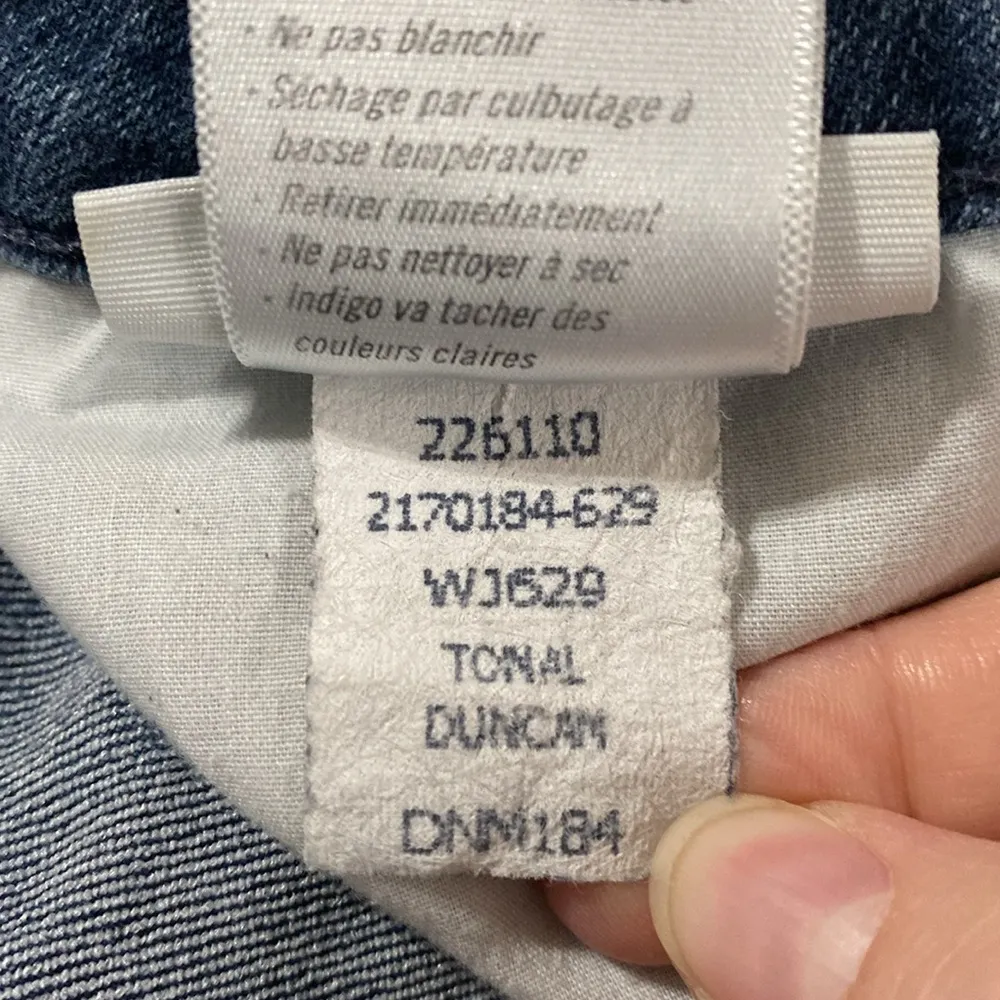 · Ne pas blanchir
· Séchage par culbutage à
basse température
· Retirer immédiatement
· Ne pas nettoyer à sec
· indigo va tacher des
couleurs claires
226110
2170184-629
WJ629
TONAL
DUNCAN
DNM184